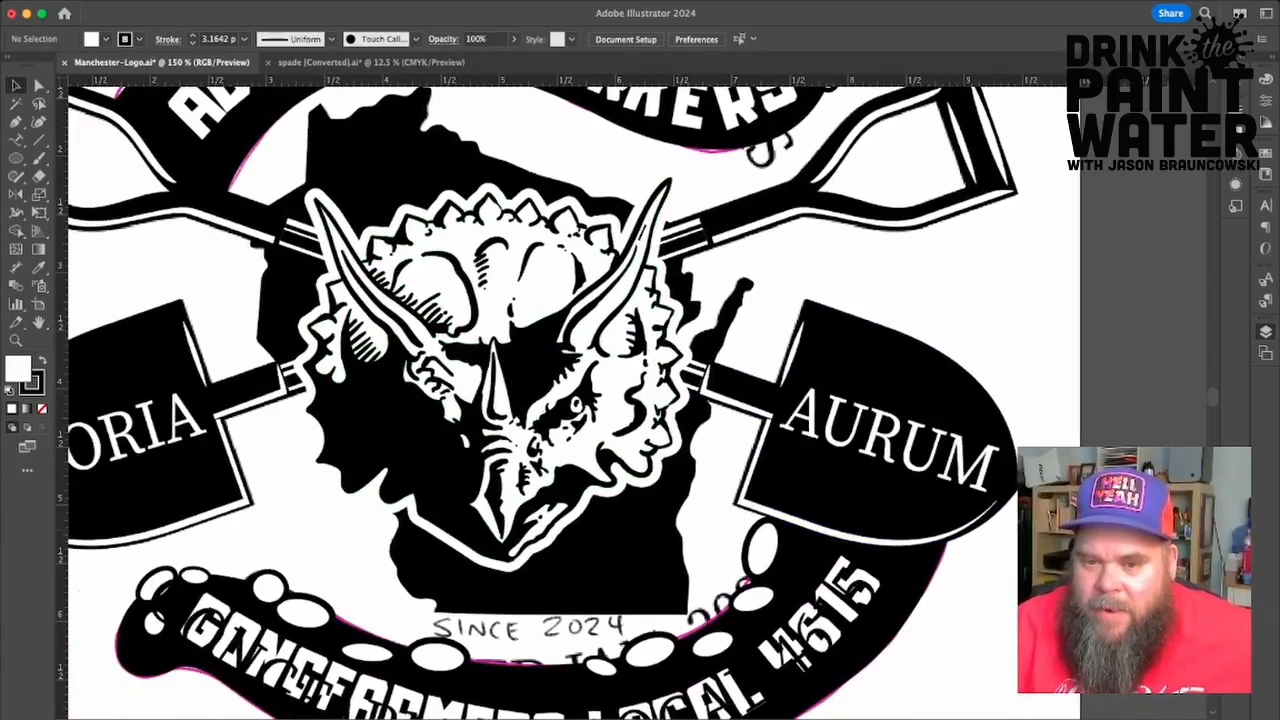 Adobe Illustrator 2024
Share
No Selection
Stroke:
3.1642 p
Uniform
Touch Call...
Opacity:
100%
Style:
Document Setup
Preferences
Manchester-Logo.ai* @ 150 % (RGB/Preview)
spade [Converted].ai* @ 12.5 % (CMYK/Preview)
DRINK the
PAINT
WATER
WITH JASON BRAUNCOWSKI
ORIA
AURUM
HELL
YEAH
SINCE 2024
LOCAL 4615